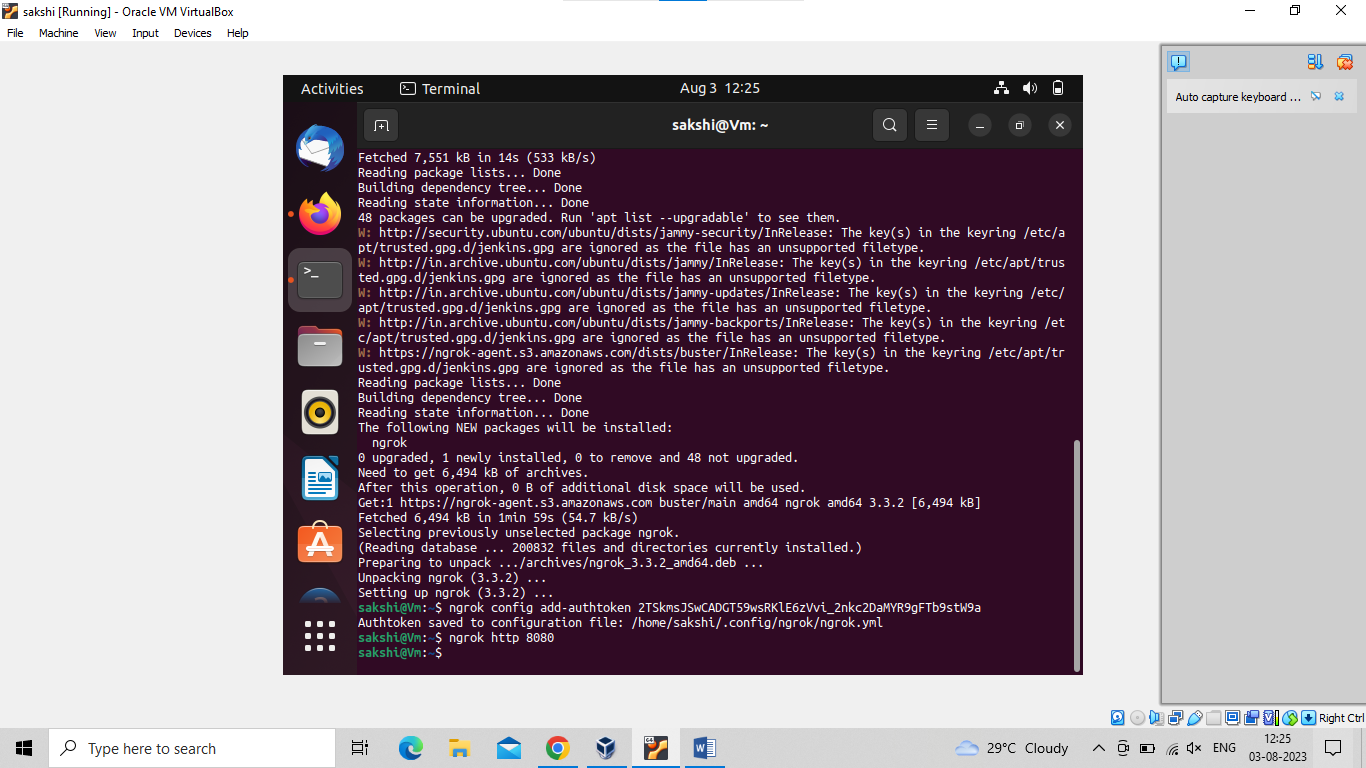 sakshi [Running] - Oracle VM VirtualBox
File Machine View Input Devices Help
Activities Terminal Aug 3 12:25
sakshi@Vm: ~
Auto capture keyboard ...
Fetched 7,551 kB in 14s (533 kB/s)
Reading package lists... Done
Building dependency tree... Done
Reading state information... Done
48 packages can be upgraded. Run 'apt list --upgradable' to see them.
W: http://security.ubuntu.com/ubuntu/dists/jammy-security/InRelease: The key(s) in the keyring /etc/a
pt/trusted.gpg.d/jenkins.gpg are ignored as the file has an unsupported filetype.
W: http://in.archive.ubuntu.com/ubuntu/dists/jammy/InRelease: The key(s) in the keyring /etc/apt/trus
ted.gpg.d/jenkins.gpg are ignored as the file has an unsupported filetype.
W: http://in.archive.ubuntu.com/ubuntu/dists/jammy-updates/InRelease: The key(s) in the keyring /etc/
apt/trusted.gpg.d/jenkins.gpg are ignored as the file has an unsupported filetype.
W: http://in.archive.ubuntu.com/ubuntu/dists/jammy-backports/InRelease: The key(s) in the keyring /et
c/apt/trusted.gpg.d/jenkins.gpg are ignored as the file has an unsupported filetype.
W: https://ngrok-agent.s3.amazonaws.com/dists/buster/InRelease: The key(s) in the keyring /etc/apt/tr
usted.gpg.d/jenkins.gpg are ignored as the file has an unsupported filetype.
Reading package lists... Done
Building dependency tree... Done
Reading state information... Done
The following NEW packages will be installed:
ngrok
0 upgraded, 1 newly installed, 0 to remove and 48 not upgraded.
Need to get 6,494 kB of archives.
After this operation, 0 B of additional disk space will be used.
Get:1 https://ngrok-agent.s3.amazonaws.com buster/main amd64 ngrok amd64 3.3.2 [6,494 kB]
Fetched 6,494 kB in 1min 59s (54.7 kB/s)
Selecting previously unselected package ngrok.
(Reading database ... 200832 files and directories currently installed.)
Preparing to unpack .../archives/ngrok_3.3.2_amd64.deb ...
Unpacking ngrok (3.3.2) ...
Setting up ngrok (3.3.2) ...
sakshi@Vm:~$ ngrok config add-authtoken 2TSkmsJSwCADGT59wsRKlE6zVvi_2nkc2DaMYR9gFTb9stW9a
Authtoken saved to configuration file: /home/sakshi/.config/ngrok/ngrok.yml
sakshi@Vm:~$ ngrok http 8080
sakshi@Vm:~$
Right Ctrl
Type here to search
29°C Cloudy
ENG
12:25
03-08-2023